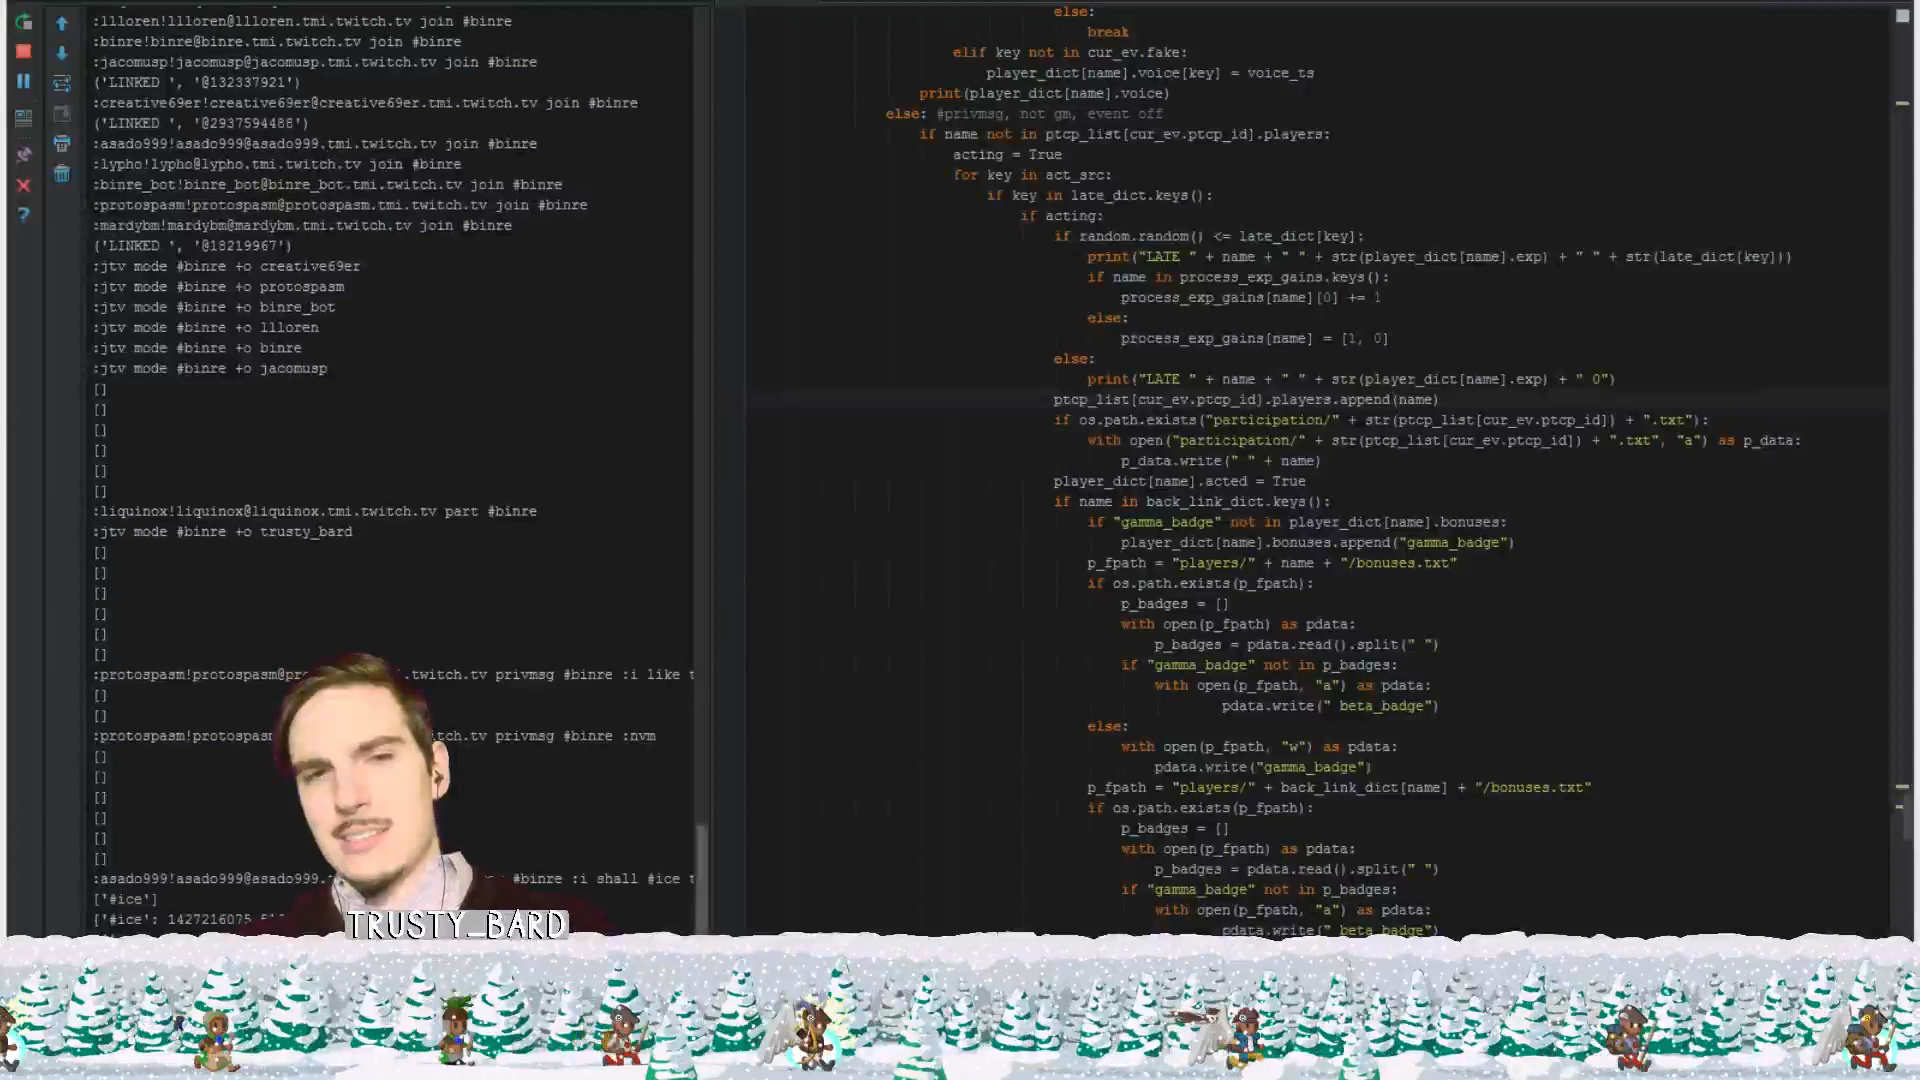 :llloren!llloren@llloren.tmi.twitch.tv join #binre
:binre!binre@binre.tmi.twitch.tv join #binre
:jacomusp!jacomusp@jacomusp.tmi.twitch.tv join #binre
('LINKED ', '@132337921')
:creative69er!creative69er@creative69er.tmi.twitch.tv join #binre
('LINKED ', '@2937594488')
:asado999!asado999@asado999.tmi.twitch.tv join #binre
:lypho!lypho@lypho.tmi.twitch.tv join #binre
:binre_bot!binre_bot@binre_bot.tmi.twitch.tv join #binre
:protospasm!protospasm@protospasm.tmi.twitch.tv join #binre
:mardybm!mardybm@mardybm.tmi.twitch.tv join #binre
('LINKED ', '@18219967')
:jtv mode #binre +o creative69er
:jtv mode #binre +o protospasm
:jtv mode #binre +o binre_bot
:jtv mode #binre +o llloren
:jtv mode #binre +o binre
:jtv mode #binre +o jacomusp
[]
[]
[]
[]
[]
[]
:liquinox!liquinox@liquinox.tmi.twitch.tv part #binre
:jtv mode #binre +o trusty_bard
[]
[]
[]
[]
[]
[]
:protospasm!protospasm@pro .twitch.tv privmsg #binre :i like t
[]
[]
:protospasm!protospasm itch.tv privmsg #binre :nvm
[]
[]
[]
[]
[]
[]
:asado999!asado999@asado999. #binre :i shall #ice t
['#ice']
{'#ice': 1427216075.5
TRUSTY_BARD
else:
break
elif key not in cur_ev.fake:
player_dict[name].voice[key] = voice_ts
print(player_dict[name].voice)
else: #privmsg, not gm, event off
if name not in ptcp_list[cur_ev.ptcp_id].players:
acting = True
for key in act_src:
if key in late_dict.keys():
if acting:
if random.random() <= late_dict[key]:
print("LATE " + name + " " + str(player_dict[name].exp) + " " + str(late_dict[key]))
if name in process_exp_gains.keys():
process_exp_gains[name][0] += 1
else:
process_exp_gains[name] = [1, 0]
else:
print("LATE " + name + " " + str(player_dict[name].exp) + " 0")
ptcp_list[cur_ev.ptcp_id].players.append(name)
if os.path.exists("participation/" + str(ptcp_list[cur_ev.ptcp_id]) + ".txt"):
with open("participation/" + str(ptcp_list[cur_ev.ptcp_id]) + ".txt", "a") as p_data:
p_data.write(" " + name)
player_dict[name].acted = True
if name in back_link_dict.keys():
if "gamma_badge" not in player_dict[name].bonuses:
player_dict[name].bonuses.append("gamma_badge")
p_fpath = "players/" + name + "/bonuses.txt"
if os.path.exists(p_fpath):
p_badges = []
with open(p_fpath) as pdata:
p_badges = pdata.read().split(" ")
if "gamma_badge" not in p_badges:
with open(p_fpath, "a") as pdata:
pdata.write(" beta_badge")
else:
with open(p_fpath, "w") as pdata:
pdata.write("gamma_badge")
p_fpath = "players/" + back_link_dict[name] + "/bonuses.txt"
if os.path.exists(p_fpath):
p_badges = []
with open(p_fpath) as pdata:
p_badges = pdata.read().split(" ")
if "gamma_badge" not in p_badges:
with open(p_fpath, "a") as pdata:
pdata.write(" beta_badge")